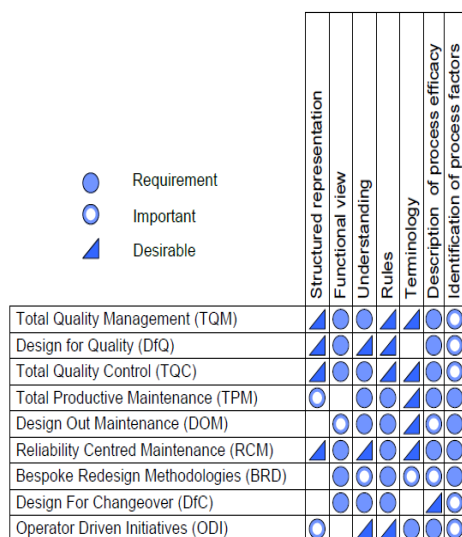 Structured representation
Functional view
Understanding
Rules
Terminology
Description of process efficacy
Identification of process factors
Requirement
Important
Desirable
Total Quality Management (TQM)
Design for Quality (DfQ)
Total Quality Control (TQC)
Total Productive Maintenance (TPM)
Design Out Maintenance (DOM)
Reliability Centred Maintenance (RCM)
Bespoke Redesign Methodologies (BRD)
Design For Changeover (DfC)
Operator Driven Initiatives (ODI)